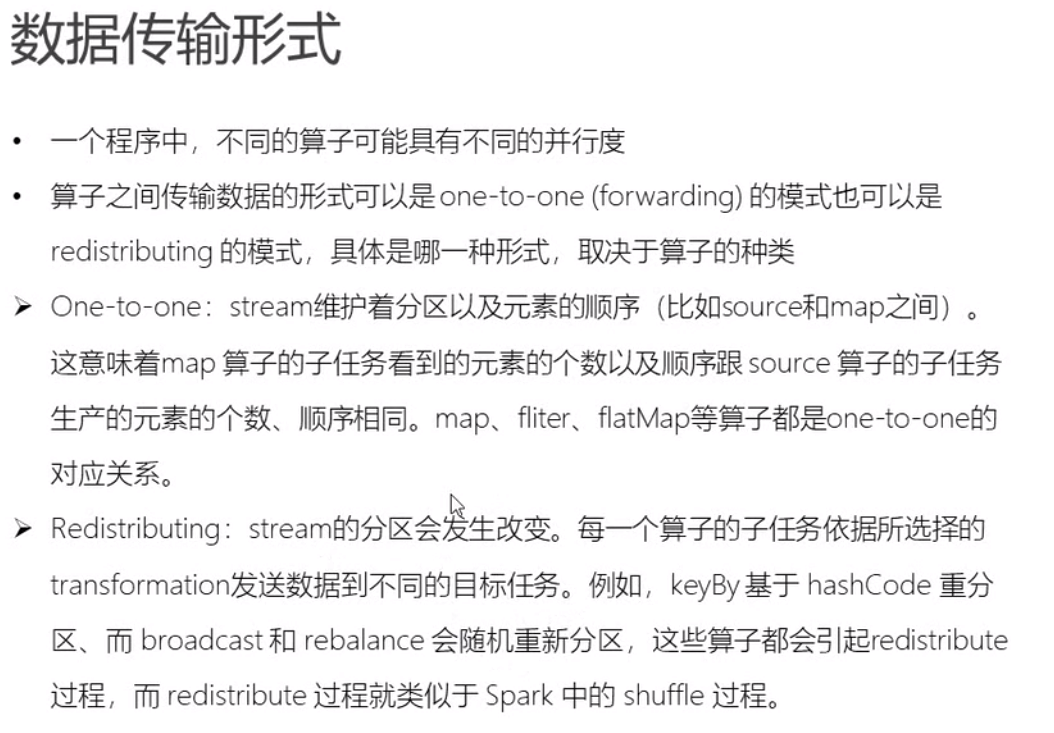 数据传输形式
• 一个程序中，不同的算子可能具有不同的并行度
• 算子之间传输数据的形式可以是 one-to-one (forwarding) 的模式也可以是
redistributing 的模式，具体是哪一种形式，取决于算子的种类
➢ One-to-one：stream维护着分区以及元素的顺序（比如source和map之间）。
这意味着map 算子的子任务看到的元素的个数以及顺序跟 source 算子的子任务
生产的元素的个数、顺序相同。map、fliter、flatMap等算子都是one-to-one的
对应关系。
➢ Redistributing：stream的分区会发生改变。每一个算子的子任务依据所选择的
transformation发送数据到不同的目标任务。例如，keyBy 基于 hashCode 重分
区、而 broadcast 和 rebalance 会随机重新分区，这些算子都会引起redistribute
过程，而 redistribute 过程就类似于 Spark 中的 shuffle 过程。